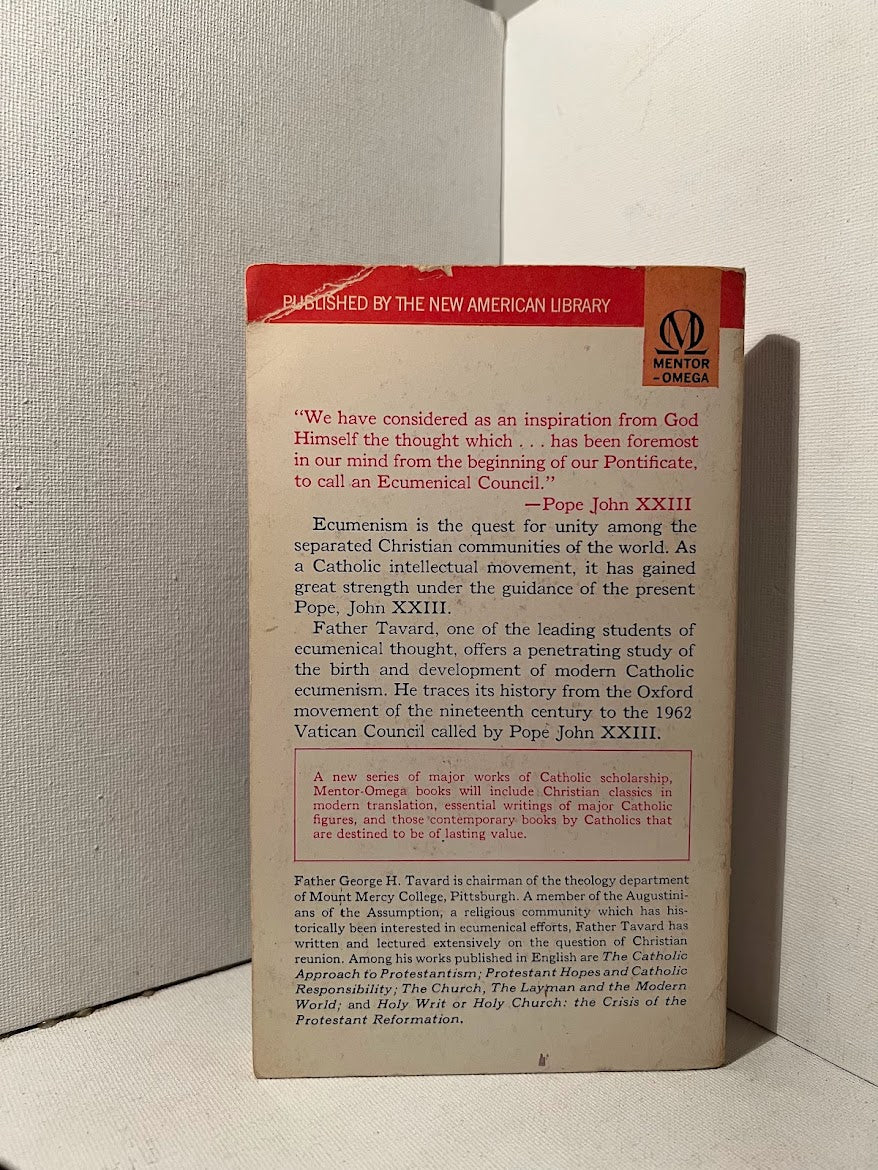 PUBLISHED BY THE NEW AMERICAN LIBRARY
MENTOR
-OMEGA
“We have considered as an inspiration from God
Himself the thought which . . . has been foremost
in our mind from the beginning of our Pontificate,
to call an Ecumenical Council.”
—Pope John XXIII
Ecumenism is the quest for unity among the
separated Christian communities of the world. As
a Catholic intellectual movement, it has gained
great strength under the guidance of the present
Pope, John XXIII.
Father Tavard, one of the leading students of
ecumenical thought, offers a penetrating study of
the birth and development of modern Catholic
ecumenism. He traces its history from the Oxford
movement of the nineteenth century to the 1962
Vatican Council called by Pope John XXIII.
A new series of major works of Catholic scholarship,
Mentor-Omega books will include Christian classics in
modern translation, essential writings of major Catholic
figures, and those contemporary books by Catholics that
are destined to be of lasting value.
Father George H. Tavard is chairman of the theology department
of Mount Mercy College, Pittsburgh. A member of the Augustini-
ans of the Assumption, a religious community which has his-
torically been interested in ecumenical efforts, Father Tavard has
written and lectured extensively on the question of Christian
reunion. Among his works published in English are The Catholic
Approach to Protestantism; Protestant Hopes and Catholic
Responsibility; The Church, The Layman and the Modern
World; and Holy Writ or Holy Church: the Crisis of the
Protestant Reformation.